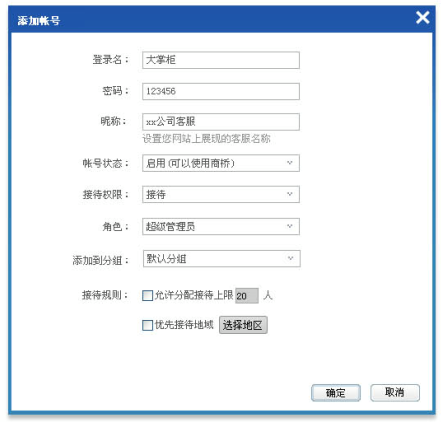 添加帐号
登录名： 大掌柜
密码： 123456
昵称： xx公司客服
设置您网站上展现的客服名称
帐号状态： 启用(可以使用商桥)
接待权限： 接待
角色： 超级管理员
添加到分组： 默认分组
接待规则： 允许分配接待上限 20 人
优先接待地域 选择地区
确定 取消